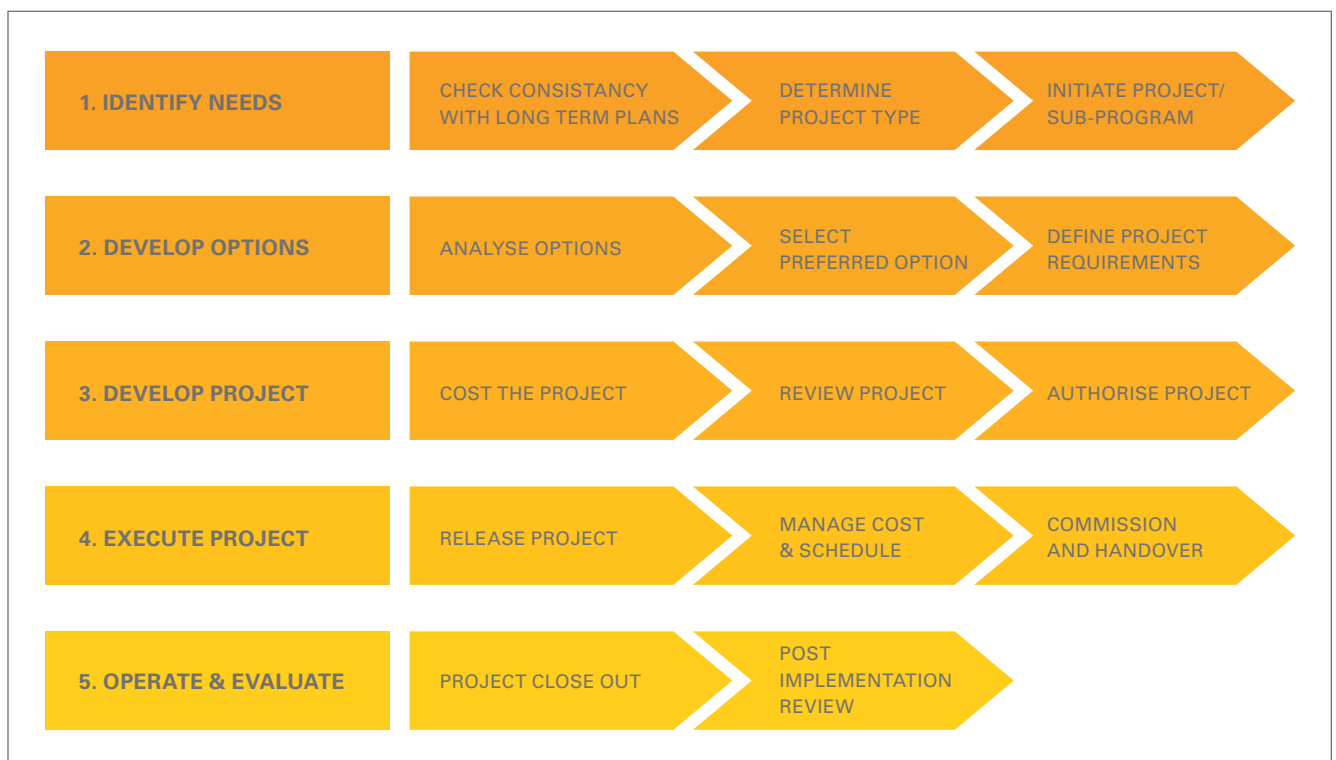 1. IDENTIFY NEEDS
CHECK CONSISTANCY
WITH LONG TERM PLANS
DETERMINE
PROJECT TYPE
INITIATE PROJECT/
SUB-PROGRAM
2. DEVELOP OPTIONS
ANALYSE OPTIONS
SELECT
PREFERRED OPTION
DEFINE PROJECT
REQUIREMENTS
3. DEVELOP PROJECT
COST THE PROJECT
REVIEW PROJECT
AUTHORISE PROJECT
4. EXECUTE PROJECT
RELEASE PROJECT
MANAGE COST
& SCHEDULE
COMMISSION
AND HANDOVER
5. OPERATE & EVALUATE
PROJECT CLOSE OUT
POST
IMPLEMENTATION
REVIEW